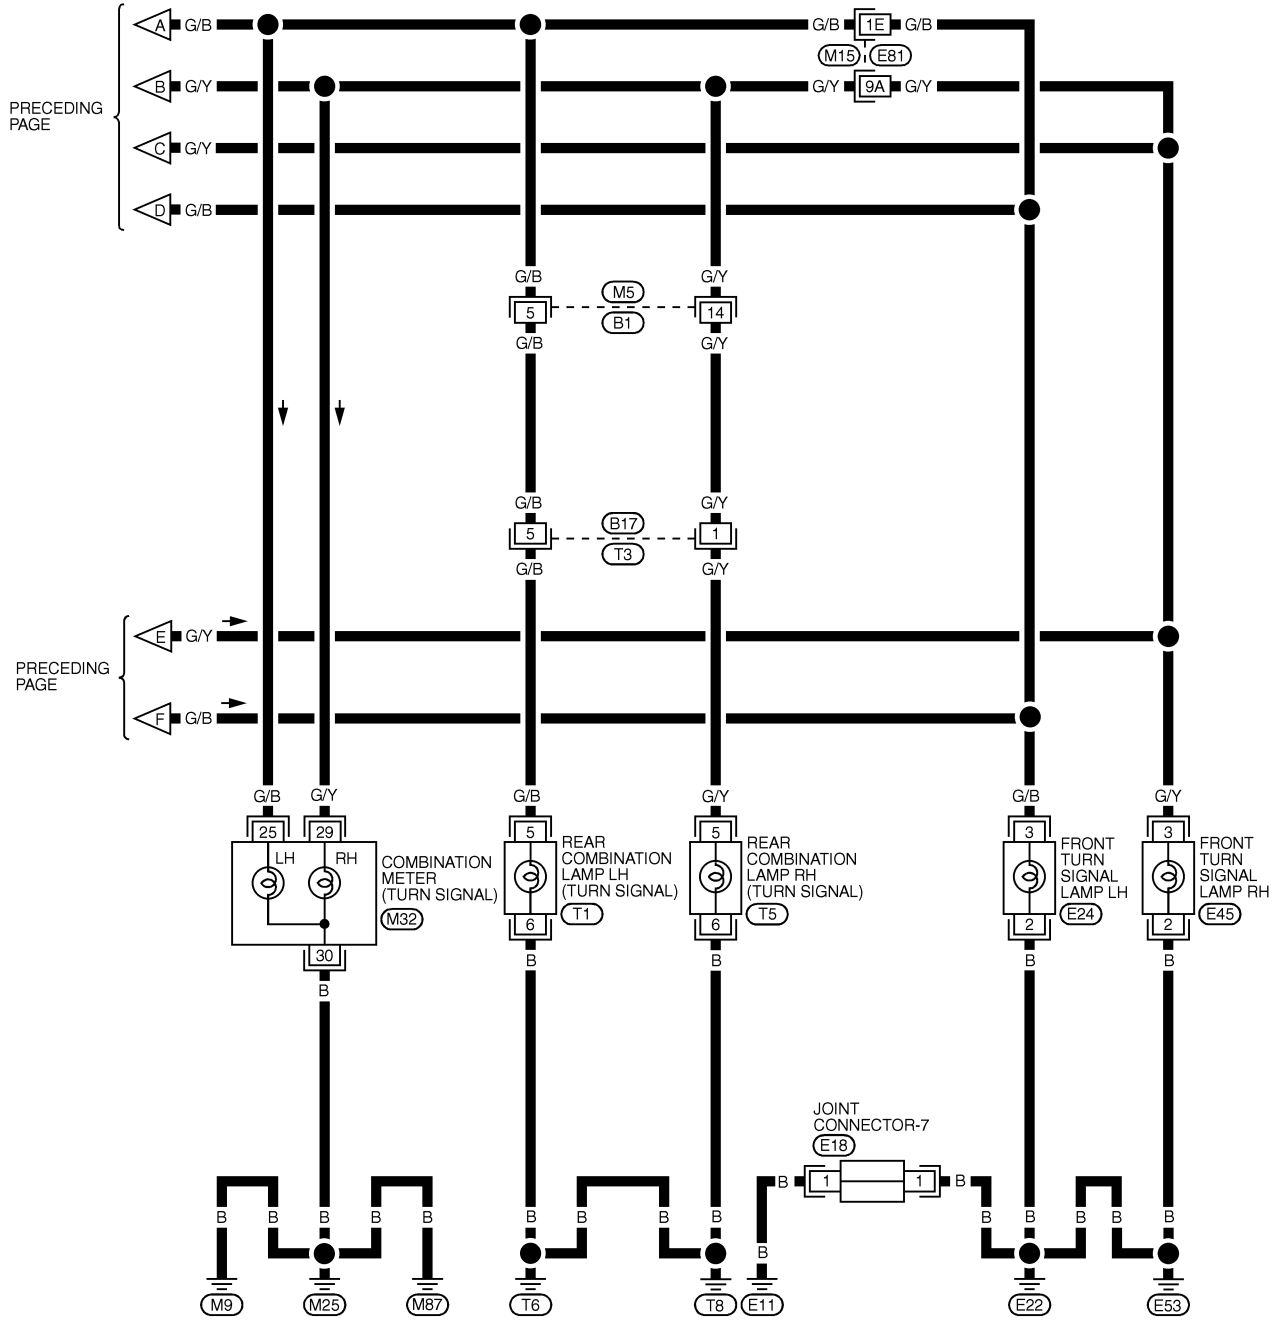 A G/B G/B 1E G/B
M15 E81
B G/Y G/Y 9A G/Y
PRECEDING
PAGE
C G/Y
D G/B
G/B G/Y
M5
5 14
B1
G/B G/Y
G/B G/Y
B17
5 1
T3
G/B G/Y
E G/Y
PRECEDING
PAGE
F G/B
G/B G/Y G/B G/Y G/B G/Y
25 29 5 5 3 3
LH RH
COMBINATION
METER
(TURN SIGNAL)
M32
REAR
COMBINATION
LAMP LH
(TURN SIGNAL)
T1
REAR
COMBINATION
LAMP RH
(TURN SIGNAL)
T5
FRONT
TURN
SIGNAL
LAMP LH
E24
FRONT
TURN
SIGNAL
LAMP RH
E45
30 6 6 2 2
B B B B B
JOINT
CONNECTOR-7
E18
B 1 1 B
B B B B B B B B B B B B B B
B
M9 M25 M87 T6 T8 E11 E22 E53